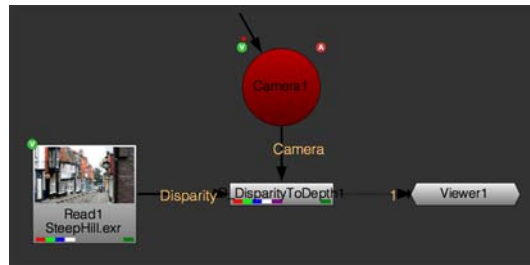 V
A
Camera1
Camera
V
Read1
SteepHill.exr
Disparity
DisparityToDepth1
1
Viewer1